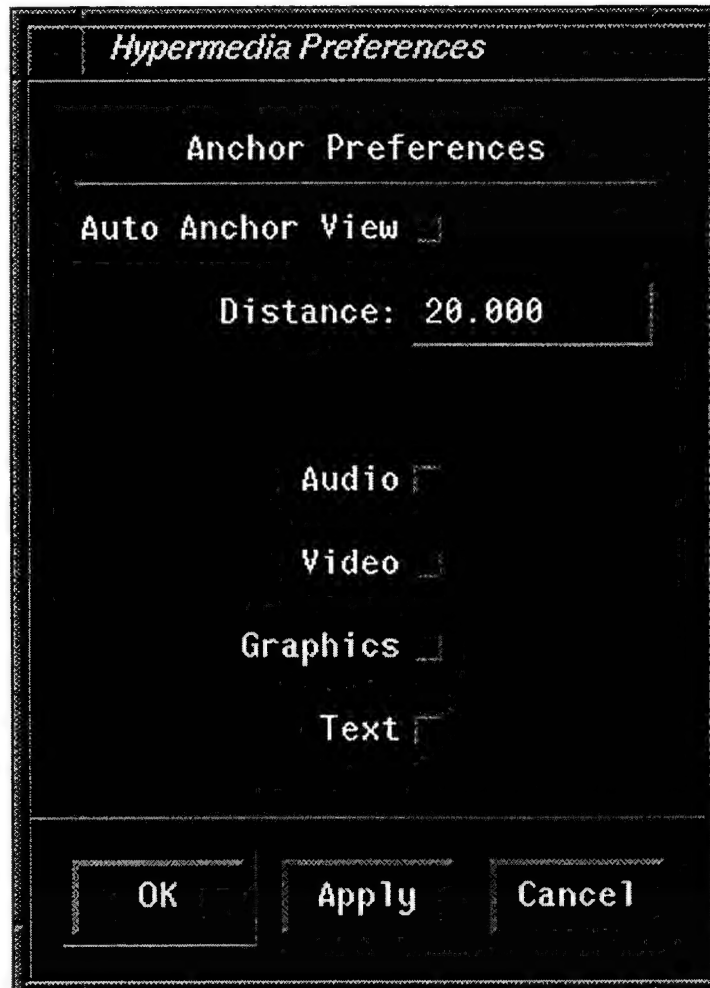 Hypermedia Preferences
Anchor Preferences
Auto Anchor View
Distance: 20.000
Audio
Video
Graphics
Text
OK Apply Cancel